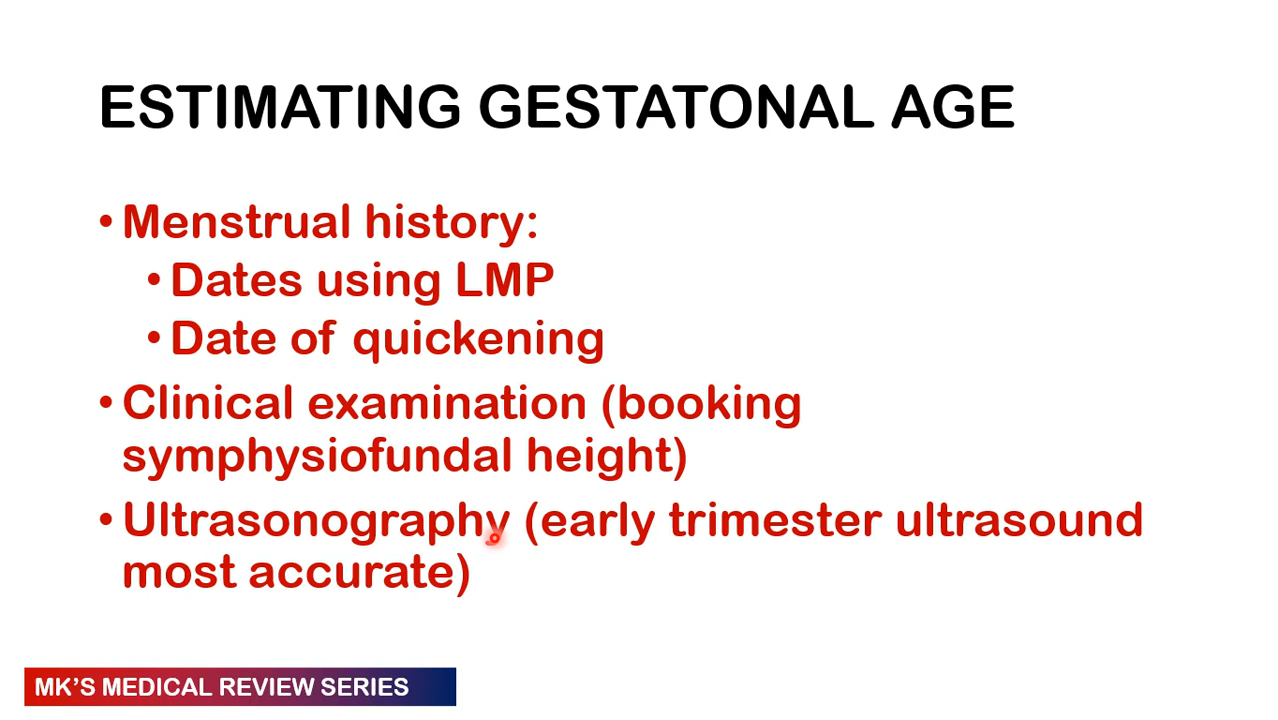 ESTIMATING GESTATONAL AGE
• Menstrual history:
• Dates using LMP
• Date of quickening
• Clinical examination (booking
symphysiofundal height)
• Ultrasonography (early trimester ultrasound
most accurate)
MK'S MEDICAL REVIEW SERIES